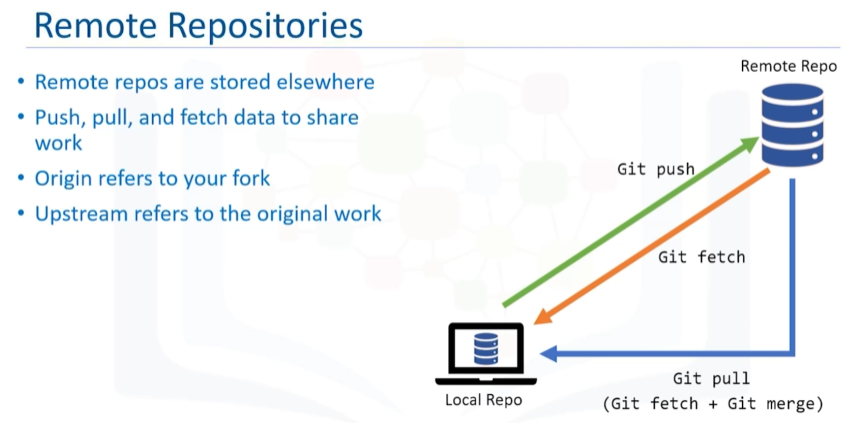 Remote Repositories
• Remote repos are stored elsewhere
• Push, pull, and fetch data to share
work
• Origin refers to your fork
• Upstream refers to the original work
Remote Repo
Git push
Git fetch
Local Repo
Git pull
(Git fetch + Git merge)